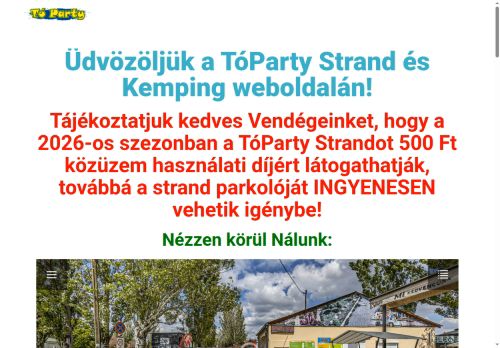 Tó Party
Üdvözöljük a TóParty Strand és
Kemping weboldalán!
Tájékoztatjuk kedves Vendégeinket, hogy a
2026-os szezonban a TóParty Strandot 500 Ft
közüzem használati díjért látogathatják,
továbbá a strand parkolóját INGYENESEN
vehetik igénybe!
Nézzen körül Nálunk: